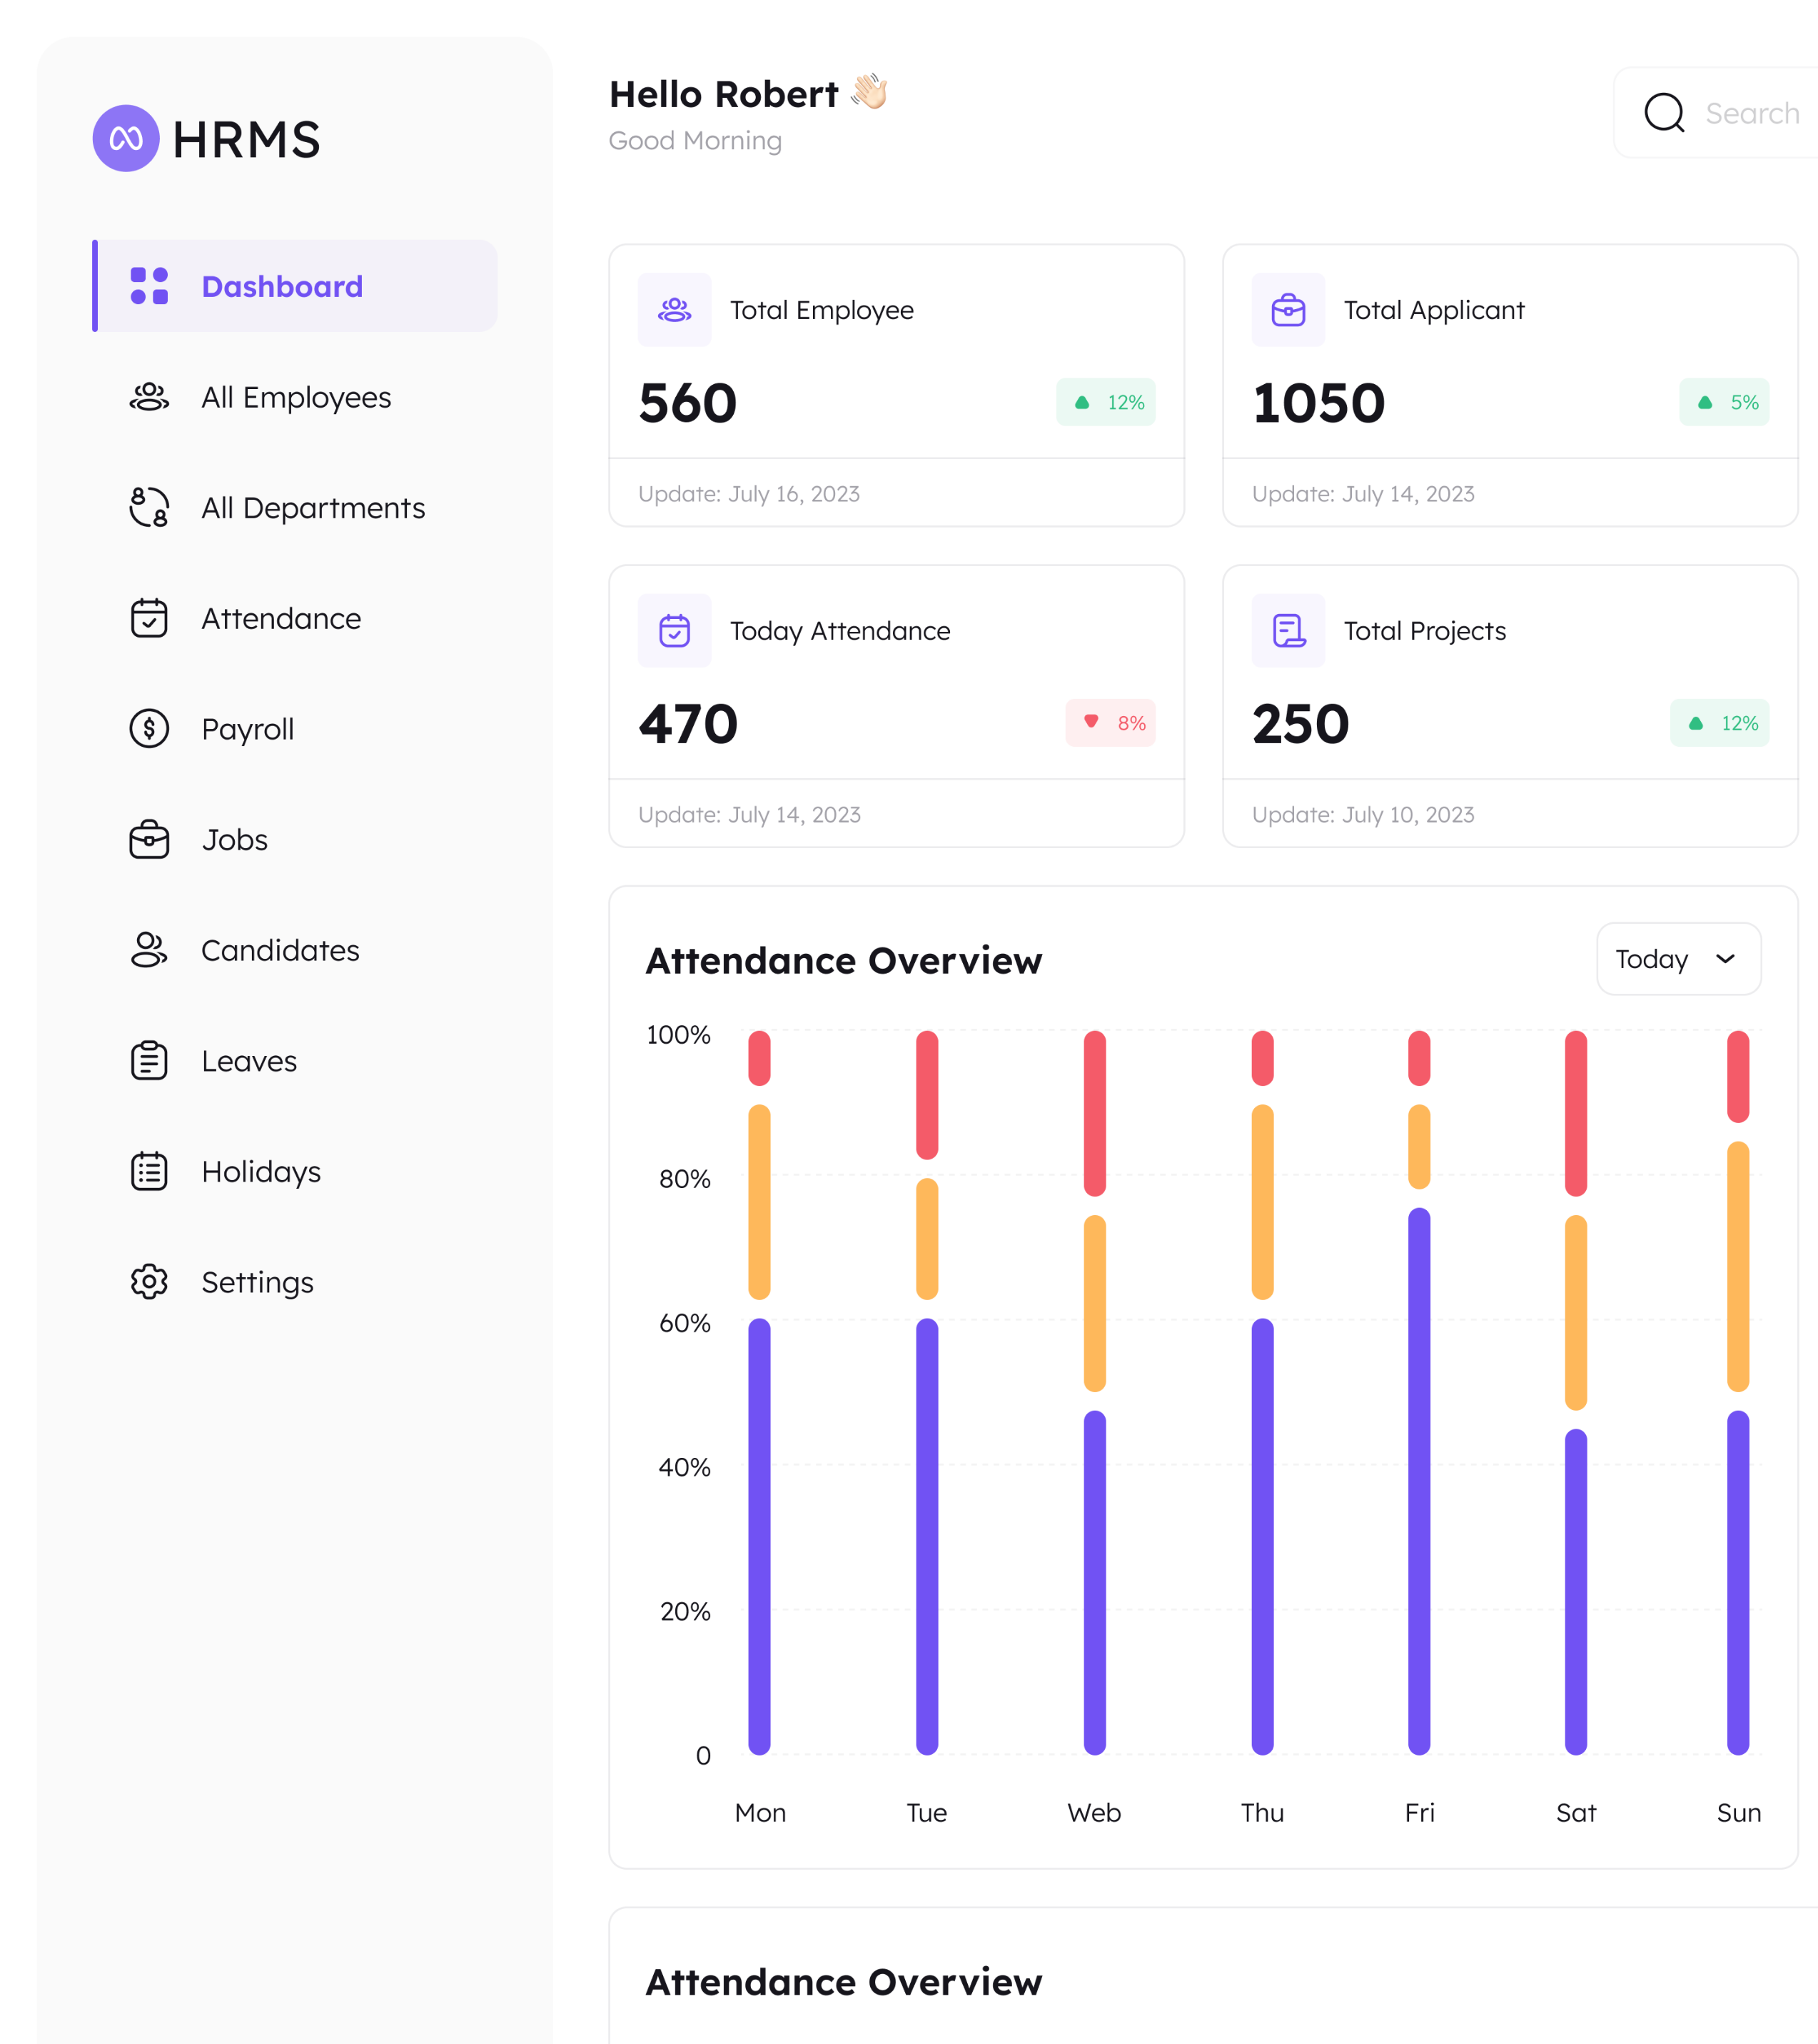 HRMS
Dashboard
All Employees
All Departments
Attendance
Payroll
Jobs
Candidates
Leaves
Holidays
Settings
Hello Robert 👋🏻
Good Morning
Search
Total Employee
560
12%
Update: July 16, 2023
Total Applicant
1050
5%
Update: July 14, 2023
Today Attendance
470
8%
Update: July 14, 2023
Total Projects
250
12%
Update: July 10, 2023
Attendance Overview
Today
100%
80%
60%
40%
20%
0
Mon Tue Web Thu Fri Sat Sun
Attendance Overview